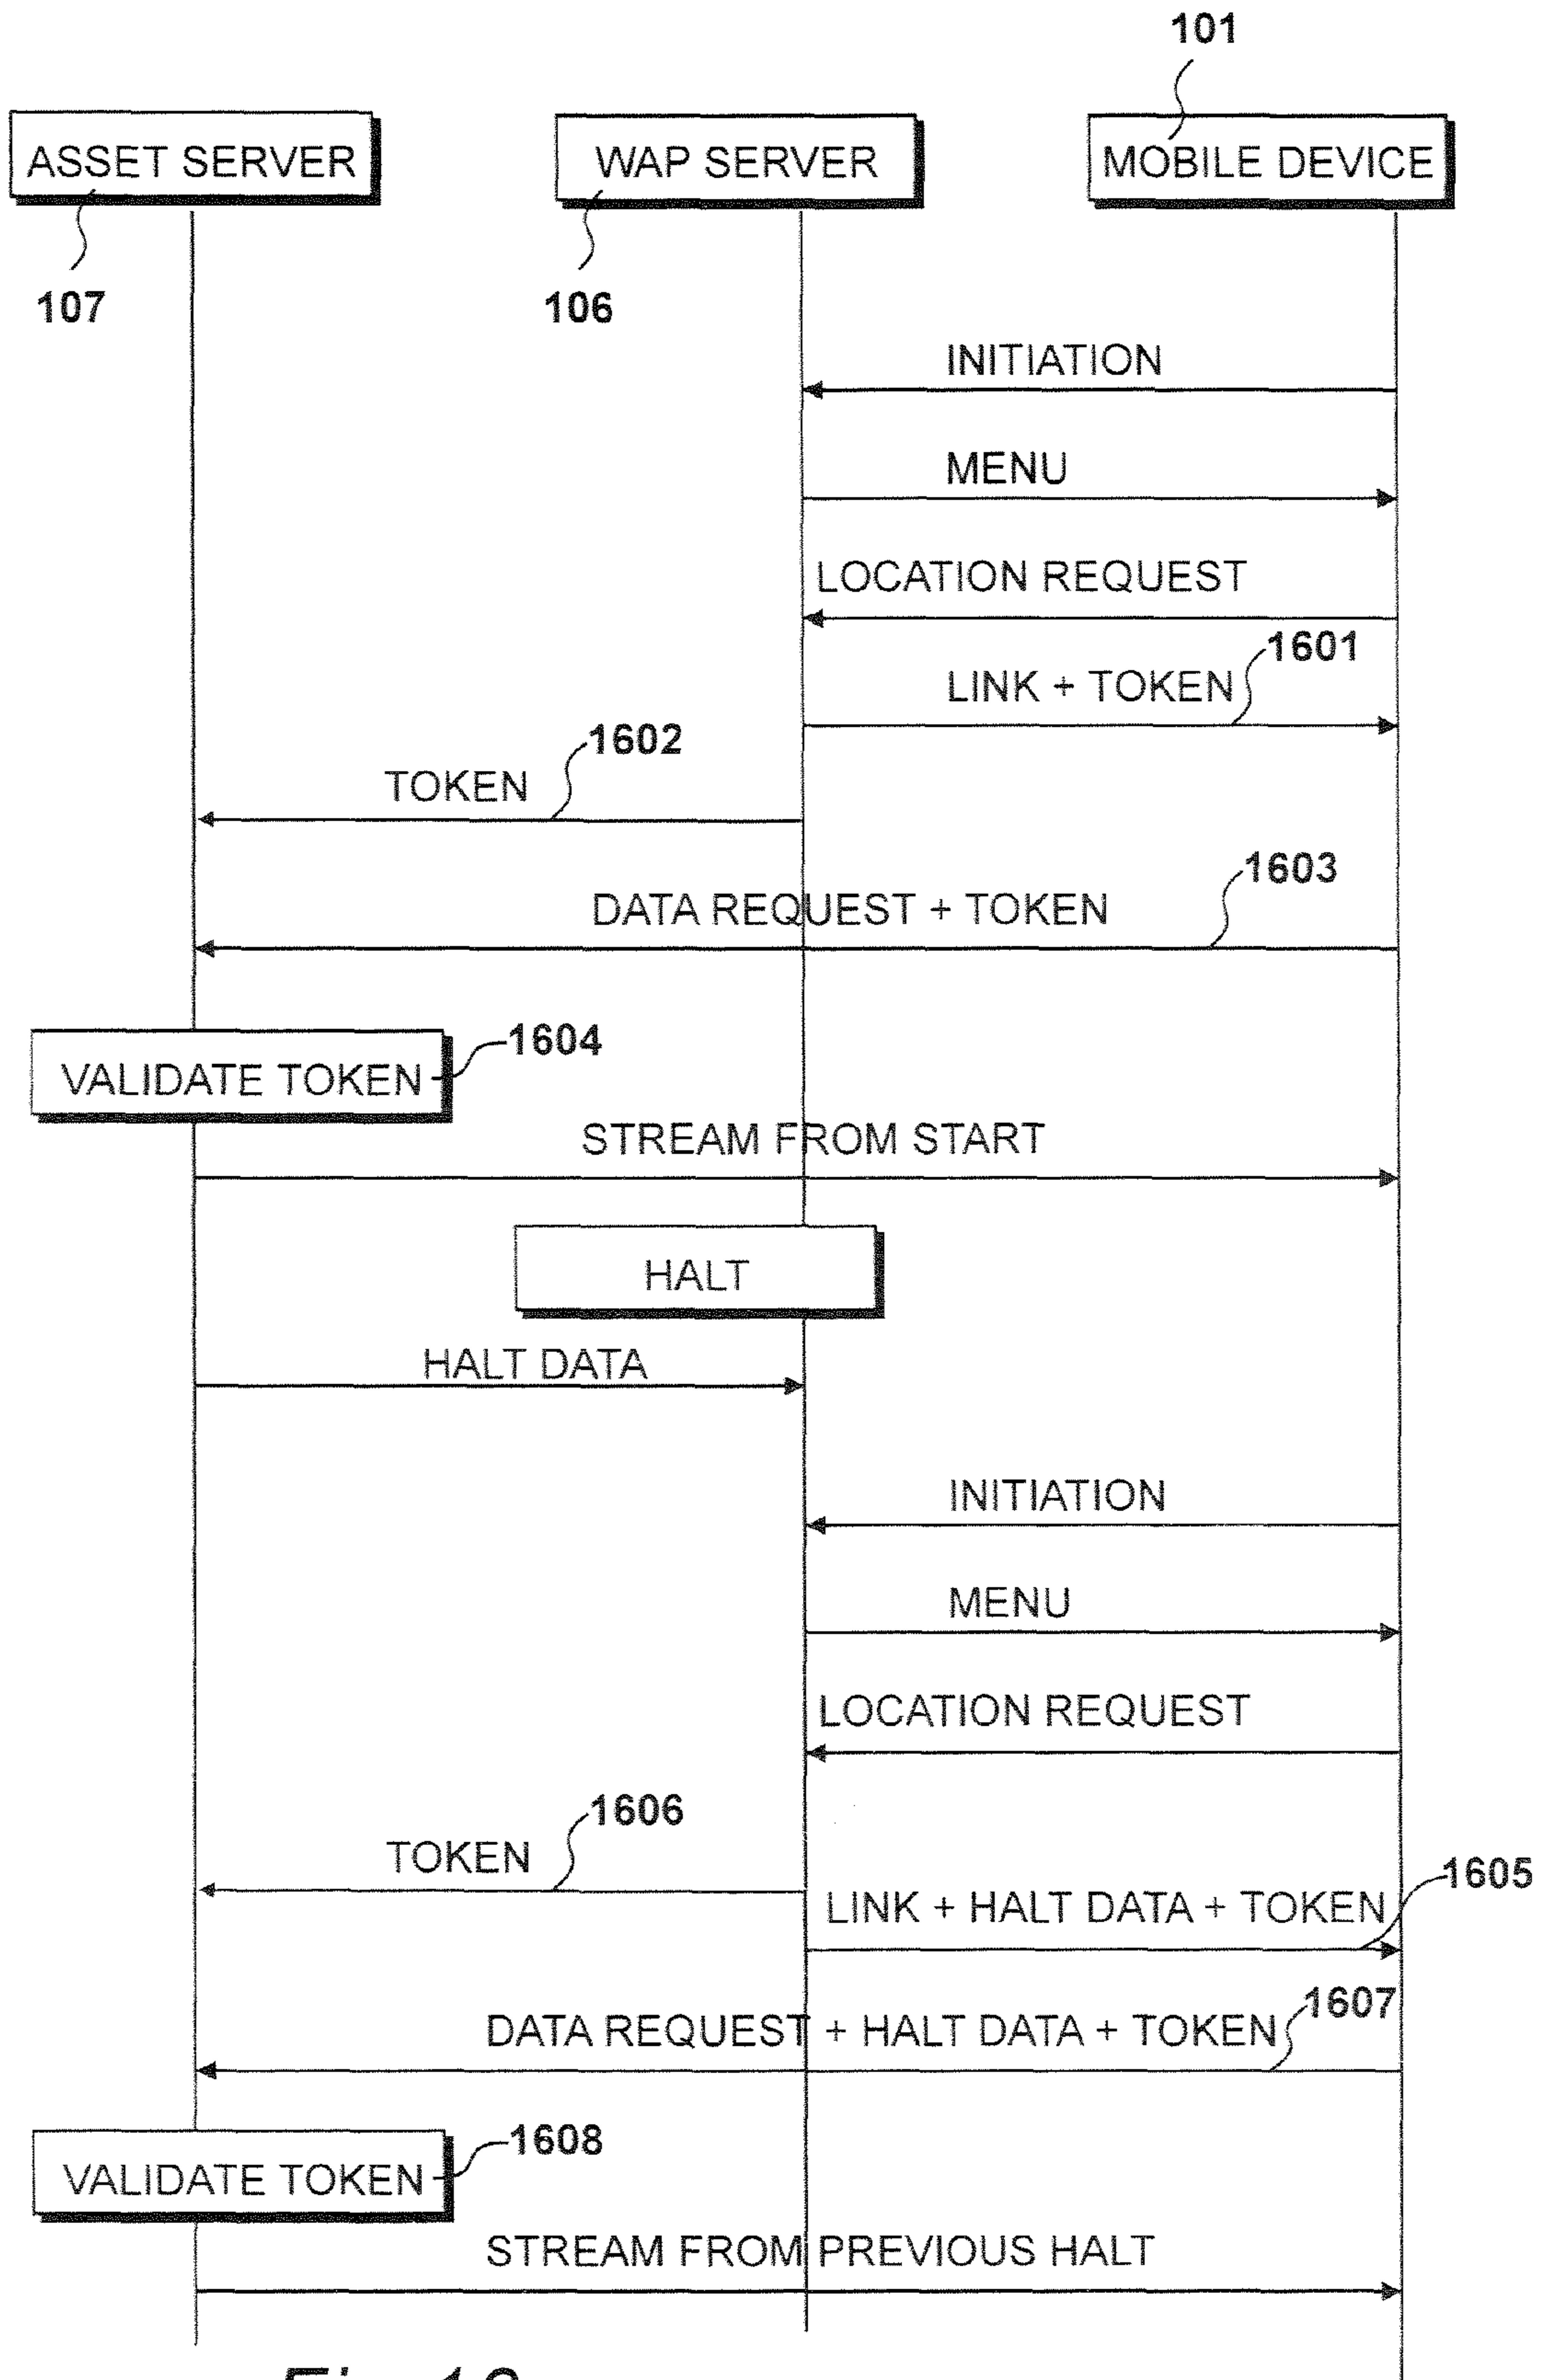 101
ASSET SERVER
WAP SERVER
MOBILE DEVICE
107
106
INITIATION
MENU
LOCATION REQUEST
1601
LINK + TOKEN
1602
TOKEN
1603
DATA REQUEST + TOKEN
1604
VALIDATE TOKEN
STREAM FROM START
HALT
HALT DATA
INITIATION
MENU
LOCATION REQUEST
1606
TOKEN
1605
LINK + HALT DATA + TOKEN
1607
DATA REQUEST + HALT DATA + TOKEN
1608
VALIDATE TOKEN
STREAM FROM PREVIOUS HALT